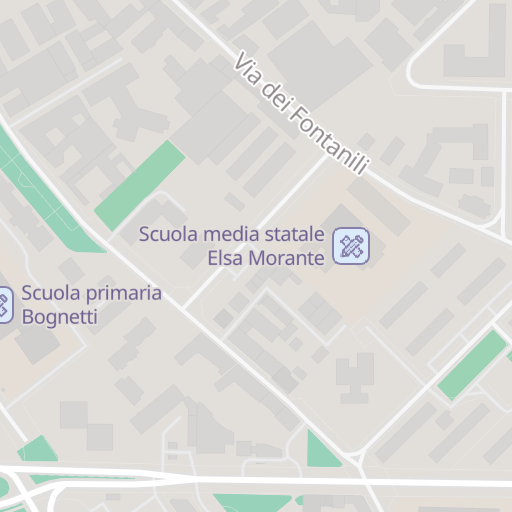 Via dei Fontanili
Scuola media statale
Elsa Morante
Scuola primaria
Bognetti